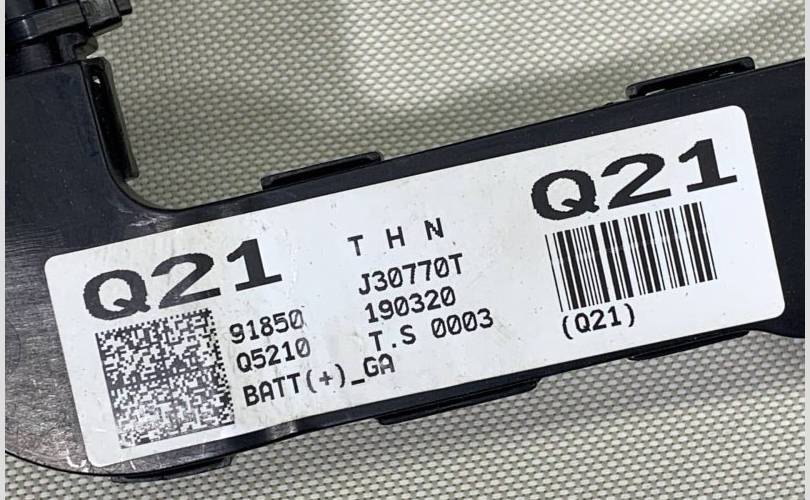 Q21
91850
Q5210
BATT(+)_GA
T H N
J30770T
190320
T.S 0003
Q21
(Q21)